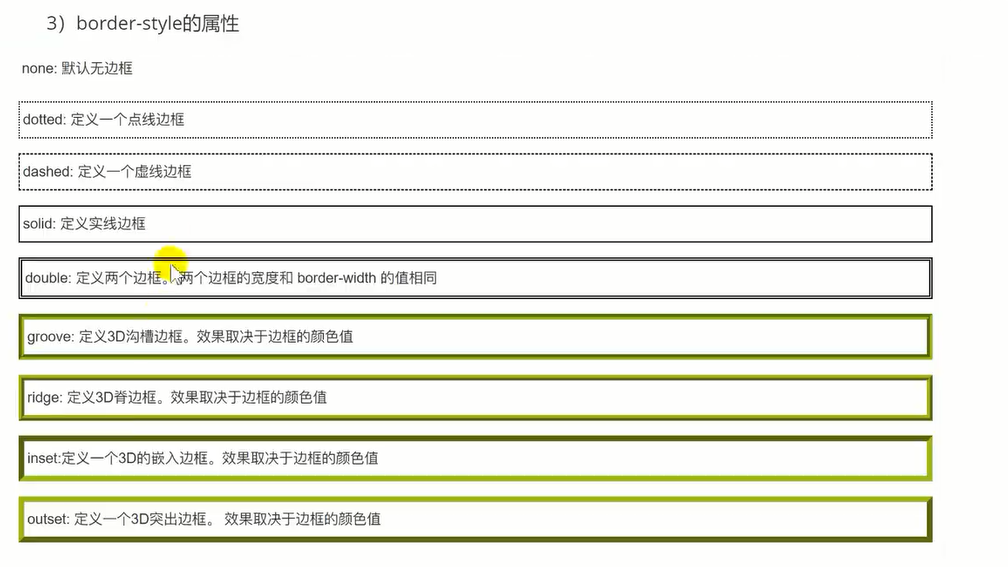 3）border-style的属性
none: 默认无边框
dotted: 定义一个点线边框
dashed: 定义一个虚线边框
solid: 定义实线边框
double: 定义两个边框。 两个边框的宽度和 border-width 的值相同
groove: 定义3D沟槽边框。效果取决于边框的颜色值
ridge: 定义3D脊边框。效果取决于边框的颜色值
inset:定义一个3D的嵌入边框。效果取决于边框的颜色值
outset: 定义一个3D突出边框。 效果取决于边框的颜色值